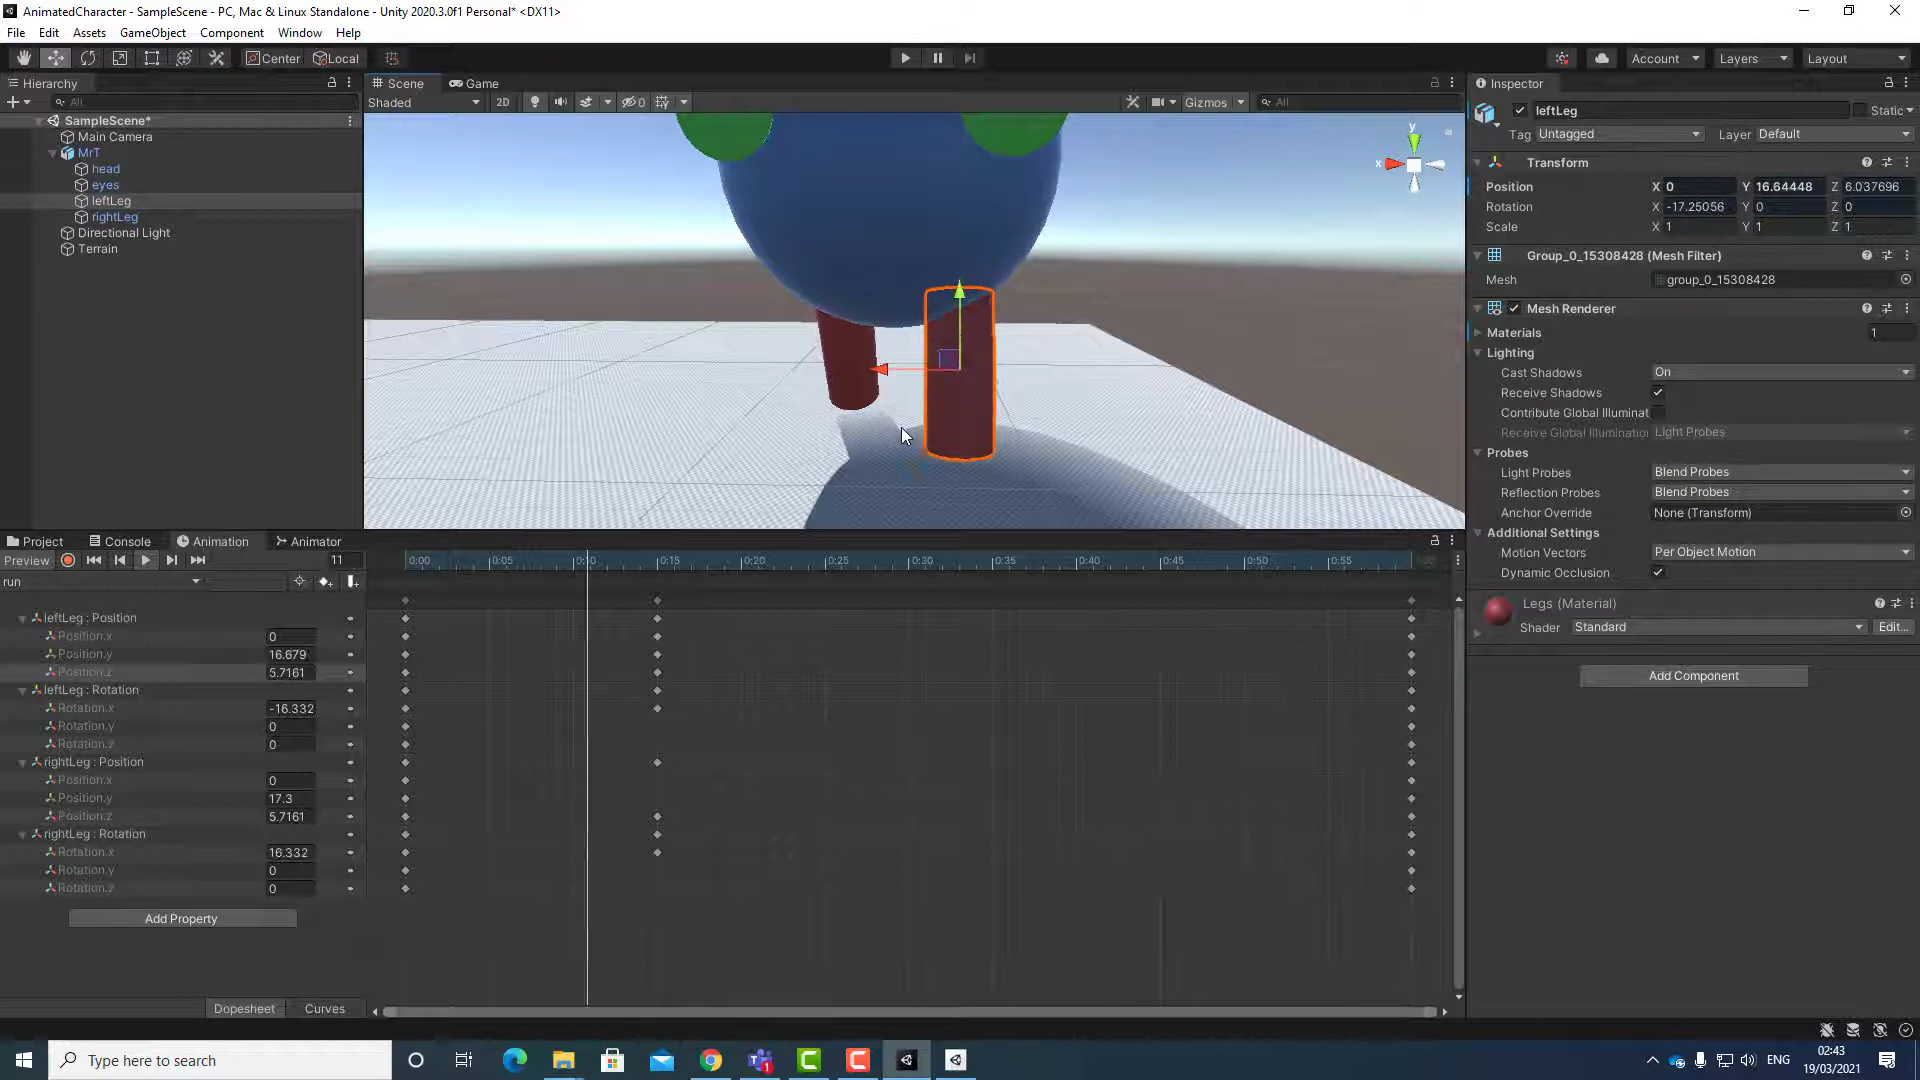 AnimatedCharacter - SampleScene - PC, Mac & Linux Standalone - Unity 2020.3.0f1 Personal* <DX11>
File Edit Assets GameObject Component Window Help
Center Local Account Layers Layout
Hierarchy
All
SampleScene*
Main Camera
MrT
head
eyes
leftLeg
rightLeg
Directional Light
Terrain
Scene Game
Shaded 2D 0 Gizmos All
y
x
Inspector
leftLeg Static
Tag Untagged Layer Default
Transform
Position X 0 Y 16.64448 Z 6.037696
Rotation X -17.25056 Y 0 Z 0
Scale X 1 Y 1 Z 1
Group_0_15308428 (Mesh Filter)
Mesh group_0_15308428
Mesh Renderer
Materials 1
Lighting
Cast Shadows On
Receive Shadows
Contribute Global Illuminat
Receive Global Illumination Light Probes
Probes
Light Probes Blend Probes
Reflection Probes Blend Probes
Anchor Override None (Transform)
Additional Settings
Motion Vectors Per Object Motion
Dynamic Occlusion
Legs (Material)
Shader Standard Edit...
Add Component
Project Console Animation Animator
Preview 11 0:00 0:05 0:10 0:15 0:20 0:25 0:30 0:35 0:40 0:45 0:50 0:55
run
leftLeg : Position
Position.x 0
Position.y 16.679
Position.z 5.7161
leftLeg : Rotation
Rotation.x -16.332
Rotation.y 0
Rotation.z 0
rightLeg : Position
Position.x 0
Position.y 17.3
Position.z 5.7161
rightLeg : Rotation
Rotation.x 16.332
Rotation.y 0
Rotation.z 0
Add Property
Dopesheet Curves
Type here to search
1
ENG
02:43
19/03/2021